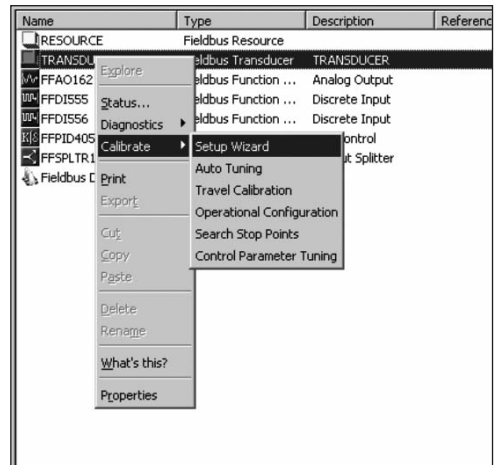 Name Type Description Referenc
RESOURCE Fieldbus Resource
TRANSDU eldbus Transducer TRANSDUCER
FFAO162 eldbus Function ... Analog Output
FFDI555 eldbus Function ... Discrete Input
FFDI556 eldbus Function ... Discrete Input
FFPID405 ontrol
FFSPLTR1 ut Splitter
Fieldbus D
Explore
Status...
Diagnostics
Calibrate
Print
Export
Cut
Copy
Paste
Delete
Rename
What's this?
Properties
Setup Wizard
Auto Tuning
Travel Calibration
Operational Configuration
Search Stop Points
Control Parameter Tuning